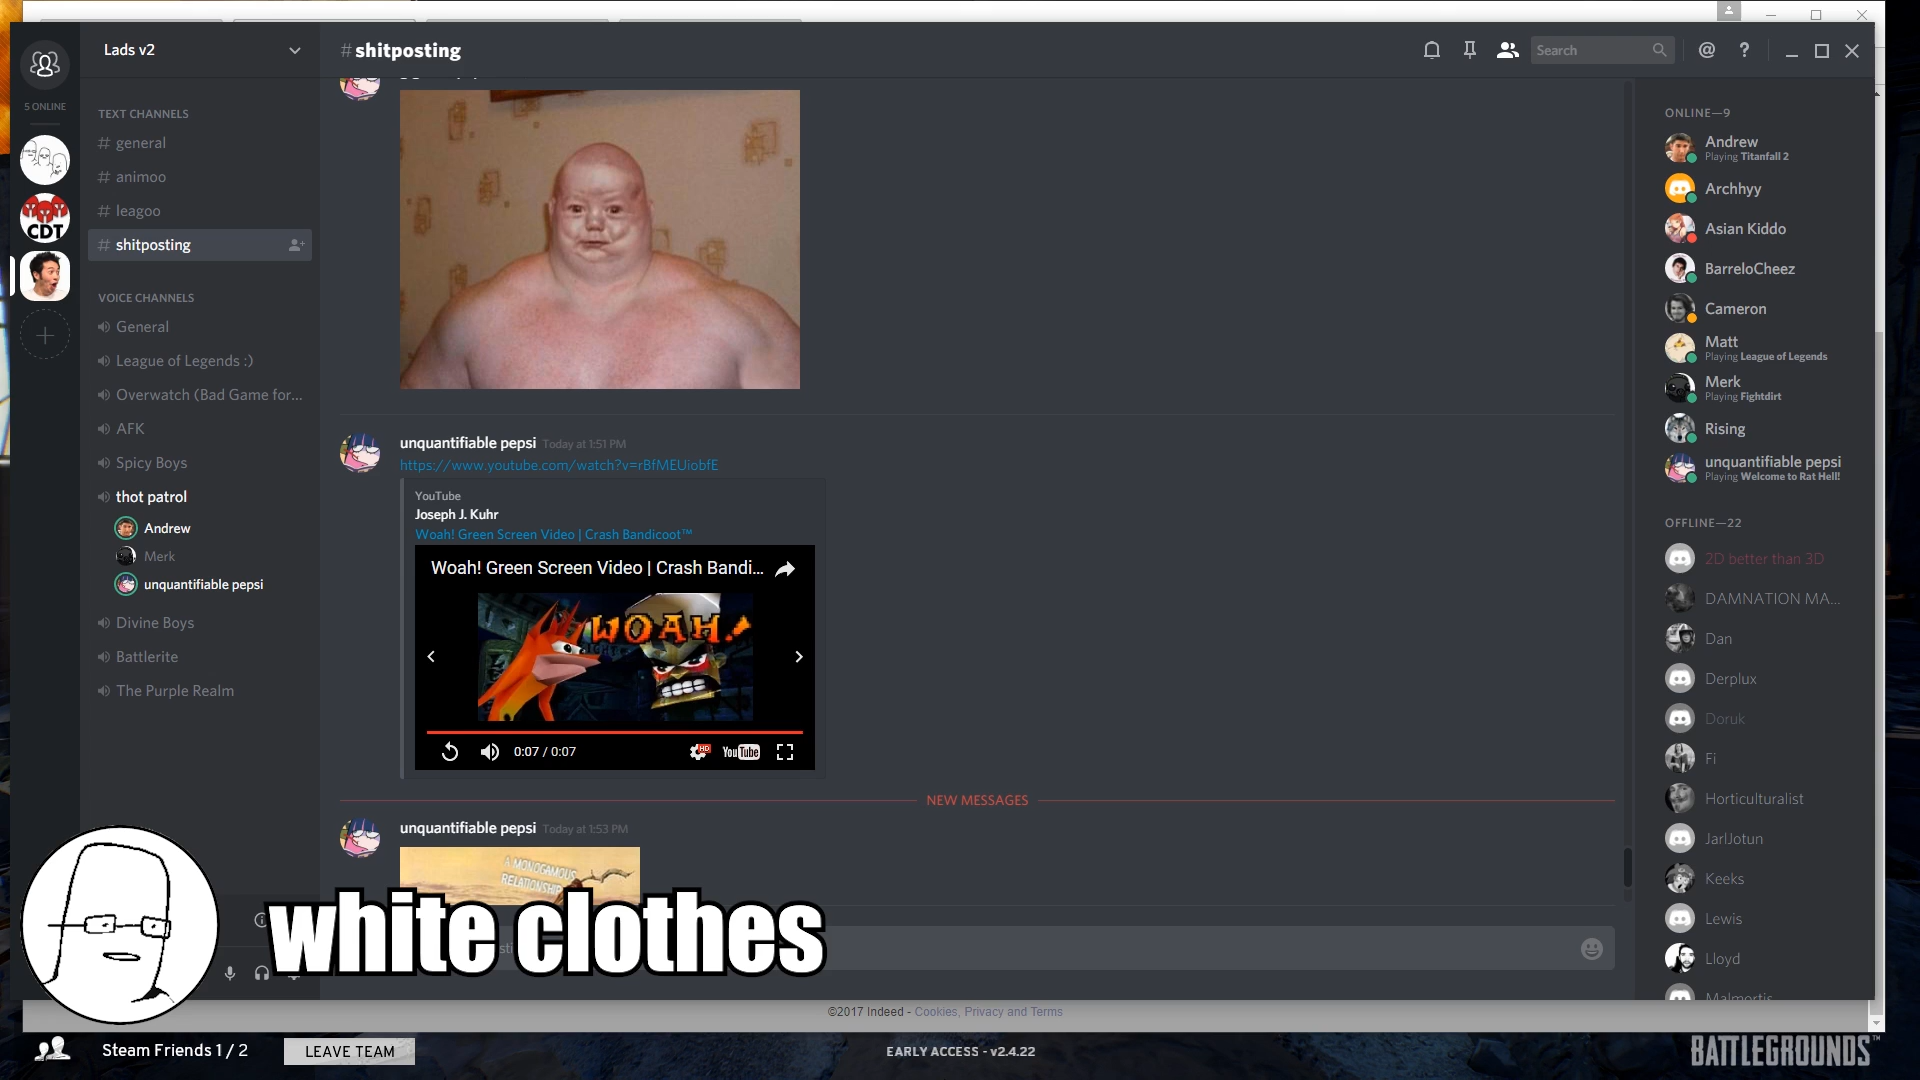 Lads v2
#shitposting
Search
5 ONLINE
CDT
TEXT CHANNELS
# general
# animoo
# leagoo
# shitposting
VOICE CHANNELS
General
League of Legends :)
Overwatch (Bad Game for...
AFK
Spicy Boys
thot patrol
Andrew
Merk
unquantifiable pepsi
Divine Boys
Battlerite
The Purple Realm
unquantifiable pepsi Today at 1:51 PM
https://www.youtube.com/watch?v=rBfMEUiobfE
YouTube
Joseph J. Kuhr
Woah! Green Screen Video | Crash Bandicoot™
Woah! Green Screen Video | Crash Bandi...
WOAH!
0:07 / 0:07
HD
YouTube
NEW MESSAGES
unquantifiable pepsi Today at 1:53 PM
A MONOGAMOUS
RELATIONSHIP
white clothes
ONLINE—9
Andrew
Playing Titanfall 2
Archhyy
Asian Kiddo
BarreloCheez
Cameron
Matt
Playing League of Legends
Merk
Playing Fightdirt
Rising
unquantifiable pepsi
Playing Welcome to Rat Hell!
OFFLINE—22
2D better than 3D
DAMNATION MA...
Dan
Derplux
Doruk
Fi
Horticulturalist
JarlJotun
Keeks
Lewis
Lloyd
Malmortis
©2017 Indeed - Cookies, Privacy and Terms
Steam Friends 1 / 2
LEAVE TEAM
EARLY ACCESS - v2.4.22
BATTLEGROUNDS™